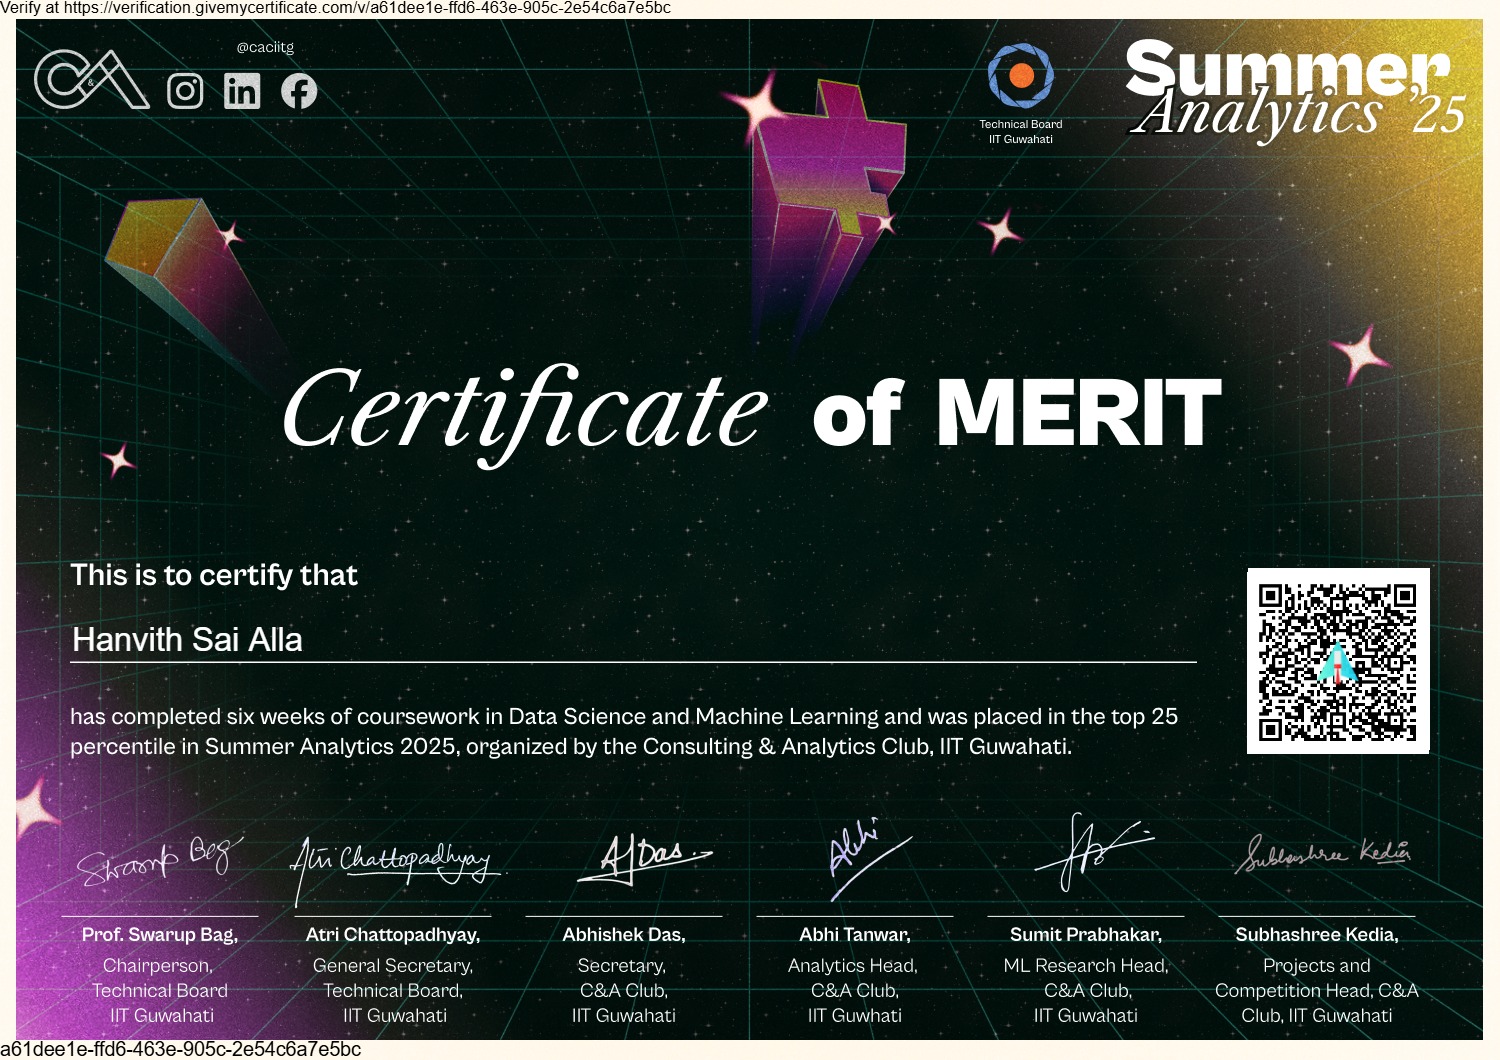 Verify at https://verification.givemycertificate.com/v/a61dee1e-ffd6-463e-905c-2e54c6a7e5bc
@caciitg
C&A
Technical Board
IIT Guwahati
Summer
Analytics '25
Certificate of MERIT
This is to certify that
Hanvith Sai Alla
has completed six weeks of coursework in Data Science and Machine Learning and was placed in the top 25
percentile in Summer Analytics 2025, organized by the Consulting & Analytics Club, IIT Guwahati.
Swarup Bag
Atri Chattopadhyay
A Das
Abhi
Subhashree Kedia
Prof. Swarup Bag,
Chairperson,
Technical Board
IIT Guwahati
Atri Chattopadhyay,
General Secretary,
Technical Board,
IIT Guwahati
Abhishek Das,
Secretary,
C&A Club,
IIT Guwahati
Abhi Tanwar,
Analytics Head,
C&A Club,
IIT Guwhati
Sumit Prabhakar,
ML Research Head,
C&A Club,
IIT Guwahati
Subhashree Kedia,
Projects and
Competition Head, C&A
Club, IIT Guwahati
a61dee1e-ffd6-463e-905c-2e54c6a7e5bc